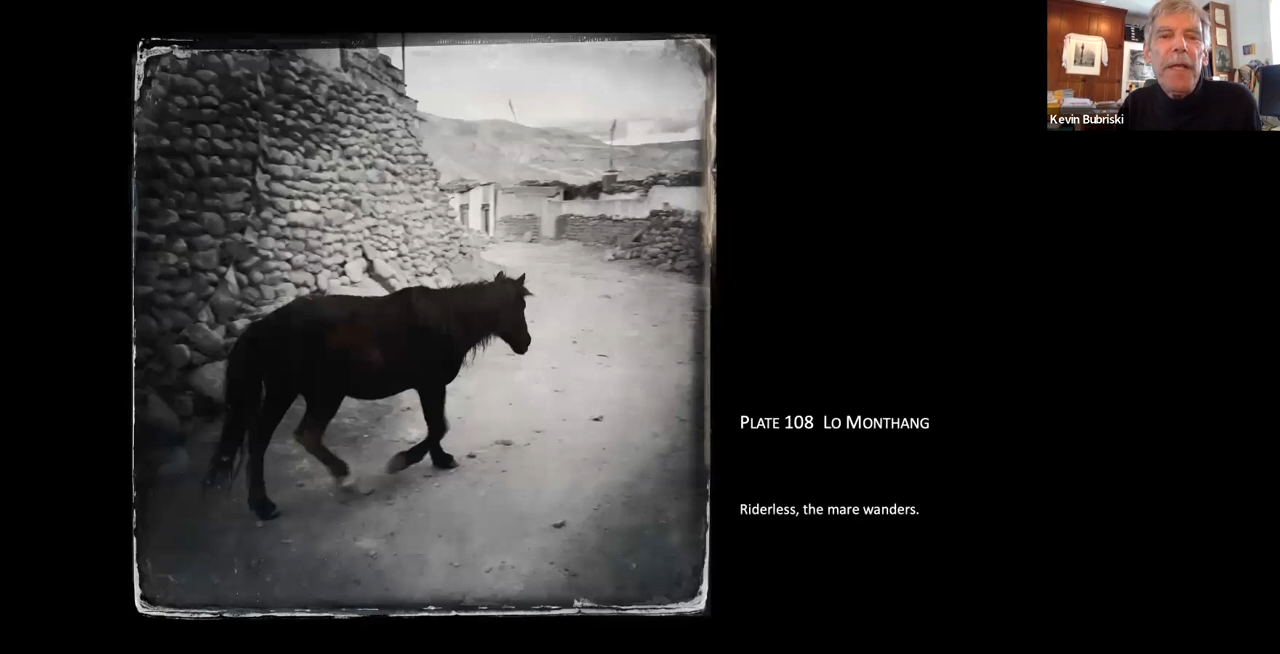 Kevin Bubriski
PLATE 108 LO MONTHANG
Riderless, the mare wanders.